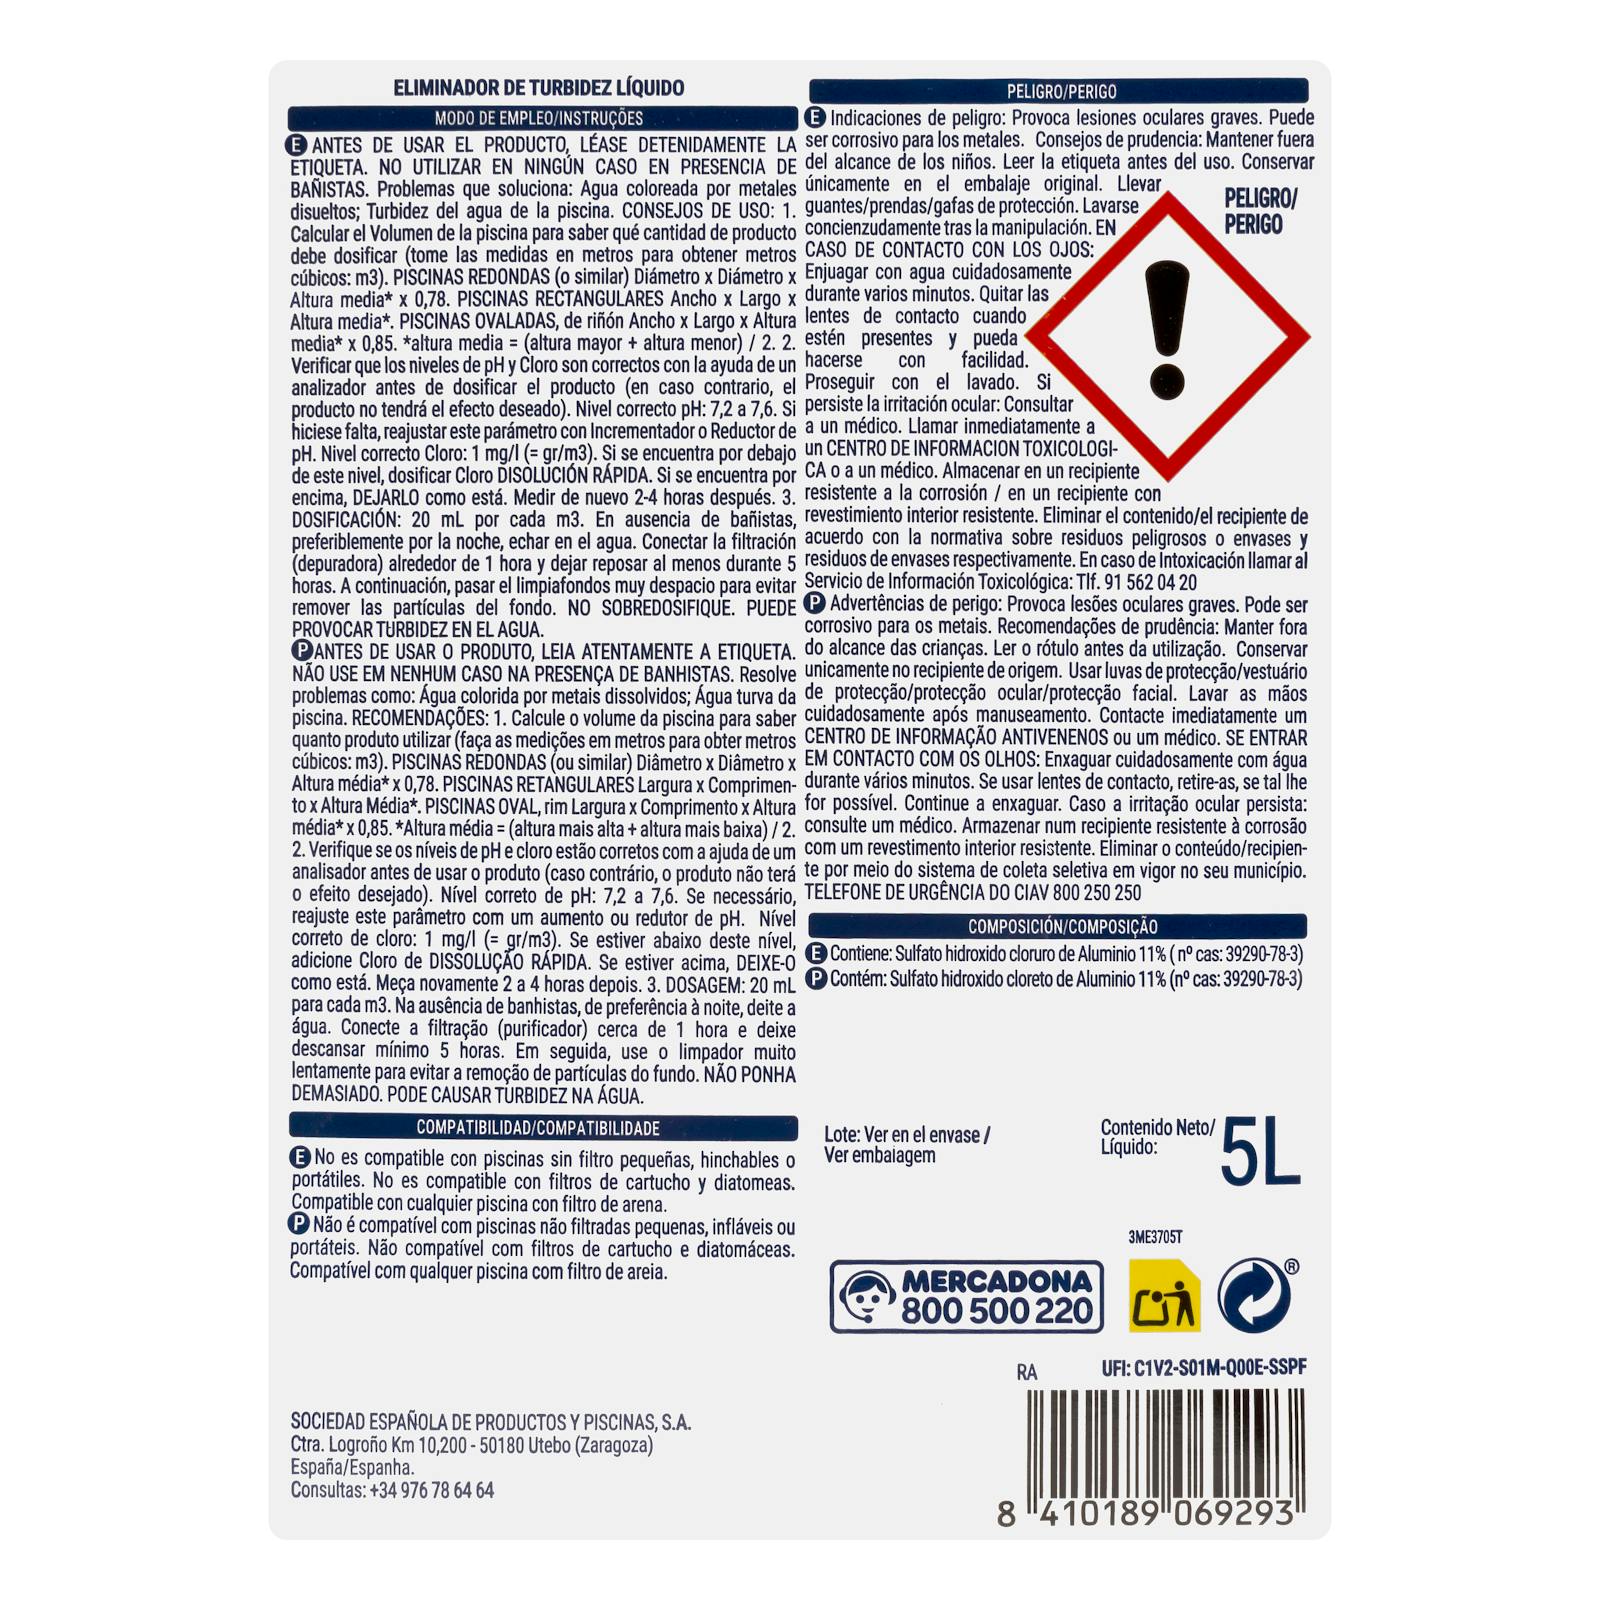 ELIMINADOR DE TURBIDEZ LÍQUIDO
MODO DE EMPLEO/INSTRUÇÕES
E ANTES DE USAR EL PRODUCTO, LÉASE DETENIDAMENTE LA
ETIQUETA. NO UTILIZAR EN NINGÚN CASO EN PRESENCIA DE
BAÑISTAS. Problemas que soluciona: Agua coloreada por metales
disueltos; Turbidez del agua de la piscina. CONSEJOS DE USO: 1.
Calcular el Volumen de la piscina para saber qué cantidad de producto
debe dosificar (tome las medidas en metros para obtener metros
cúbicos: m3). PISCINAS REDONDAS (o similar) Diámetro x Diámetro x
Altura media* x 0,78. PISCINAS RECTANGULARES Ancho x Largo x
Altura media*. PISCINAS OVALADAS, de riñón Ancho x Largo x Altura
media* x 0,85. *altura media = (altura mayor + altura menor) / 2. 2.
Verificar que los niveles de pH y Cloro son correctos con la ayuda de un
analizador antes de dosificar el producto (en caso contrario, el
producto no tendrá el efecto deseado). Nivel correcto pH: 7,2 a 7,6. Si
hiciese falta, reajustar este parámetro con Incrementador o Reductor de
pH. Nivel correcto Cloro: 1 mg/l (= gr/m3). Si se encuentra por debajo
de este nivel, dosificar Cloro DISOLUCIÓN RÁPIDA. Si se encuentra por
encima, DEJARLO como está. Medir de nuevo 2-4 horas después. 3.
DOSIFICACIÓN: 20 mL por cada m3. En ausencia de bañistas,
preferiblemente por la noche, echar en el agua. Conectar la filtración
(depuradora) alrededor de 1 hora y dejar reposar al menos durante 5
horas. A continuación, pasar el limpiafondos muy despacio para evitar
remover las partículas del fondo. NO SOBREDOSIFIQUE. PUEDE
PROVOCAR TURBIDEZ EN EL AGUA.
P ANTES DE USAR O PRODUTO, LEIA ATENTAMENTE A ETIQUETA.
NÃO USE EM NENHUM CASO NA PRESENÇA DE BANHISTAS. Resolve
problemas como: Água colorida por metais dissolvidos; Água turva da
piscina. RECOMENDAÇÕES: 1. Calcule o volume da piscina para saber
quanto produto utilizar (faça as medições em metros para obter metros
cúbicos: m3). PISCINAS REDONDAS (ou similar) Diâmetro x Diâmetro x
Altura média* x 0,78. PISCINAS RETANGULARES Largura x Comprimen-
to x Altura Média*. PISCINAS OVAL, rim Largura x Comprimento x Altura
média* x 0,85. *Altura média = (altura mais alta + altura mais baixa) / 2.
2. Verifique se os níveis de pH e cloro estão corretos com a ajuda de um
analisador antes de usar o produto (caso contrário, o produto não terá
o efeito desejado). Nível correto de pH: 7,2 a 7,6. Se necessário,
reajuste este parâmetro com um aumento ou redutor de pH. Nível
correto de cloro: 1 mg/l (= gr/m3). Se estiver abaixo deste nível,
adicione Cloro de DISSOLUÇÃO RÁPIDA. Se estiver acima, DEIXE-O
como está. Meça novamente 2 a 4 horas depois. 3. DOSAGEM: 20 mL
para cada m3. Na ausência de banhistas, de preferência à noite, deite a
água. Conecte a filtração (purificador) cerca de 1 hora e deixe
descansar mínimo 5 horas. Em seguida, use o limpador muito
lentamente para evitar a remoção de partículas do fundo. NÃO PONHA
DEMASIADO. PODE CAUSAR TURBIDEZ NA ÁGUA.
COMPATIBILIDAD/COMPATIBILIDADE
E No es compatible con piscinas sin filtro pequeñas, hinchables o
portátiles. No es compatible con filtros de cartucho y diatomeas.
Compatible con cualquier piscina con filtro de arena.
P Não é compatível com piscinas não filtradas pequenas, infláveis ou
portáteis. Não compatível com filtros de cartucho e diatomáceas.
Compatível com qualquer piscina com filtro de areia.
SOCIEDAD ESPAÑOLA DE PRODUCTOS Y PISCINAS, S.A.
Ctra. Logroño Km 10,200 - 50180 Utebo (Zaragoza)
España/Espanha.
Consultas: +34 976 78 64 64
PELIGRO/PERIGO
E Indicaciones de peligro: Provoca lesiones oculares graves. Puede
ser corrosivo para los metales. Consejos de prudencia: Mantener fuera
del alcance de los niños. Leer la etiqueta antes del uso. Conservar
únicamente en el embalaje original. Llevar
guantes/prendas/gafas de protección. Lavarse
concienzudamente tras la manipulación. EN
CASO DE CONTACTO CON LOS OJOS:
Enjuagar con agua cuidadosamente
durante varios minutos. Quitar las
lentes de contacto cuando
estén presentes y pueda
hacerse con facilidad.
Proseguir con el lavado. Si
persiste la irritación ocular: Consultar
a un médico. Llamar inmediatamente a
un CENTRO DE INFORMACION TOXICOLOGI-
CA o a un médico. Almacenar en un recipiente
resistente a la corrosión / en un recipiente con
revestimiento interior resistente. Eliminar el contenido/el recipiente de
acuerdo con la normativa sobre residuos peligrosos o envases y
residuos de envases respectivamente. En caso de Intoxicación llamar al
Servicio de Información Toxicológica: Tlf. 91 562 04 20
PELIGRO/
PERIGO
P Advertências de perigo: Provoca lesões oculares graves. Pode ser
corrosivo para os metais. Recomendações de prudência: Manter fora
do alcance das crianças. Ler o rótulo antes da utilização. Conservar
unicamente no recipiente de origem. Usar luvas de protecção/vestuário
de protecção/protecção ocular/protecção facial. Lavar as mãos
cuidadosamente após manuseamento. Contacte imediatamente um
CENTRO DE INFORMAÇÃO ANTIVENENOS ou um médico. SE ENTRAR
EM CONTACTO COM OS OLHOS: Enxaguar cuidadosamente com água
durante vários minutos. Se usar lentes de contacto, retire-as, se tal lhe
for possível. Continue a enxaguar. Caso a irritação ocular persista:
consulte um médico. Armazenar num recipiente resistente à corrosão
com um revestimento interior resistente. Eliminar o conteúdo/recipien-
te por meio do sistema de coleta seletiva em vigor no seu município.
TELEFONE DE URGÊNCIA DO CIAV 800 250 250
COMPOSICIÓN/COMPOSIÇÃO
E Contiene: Sulfato hidroxido cloruro de Aluminio 11% ( nº cas: 39290-78-3)
P Contém: Sulfato hidroxido cloreto de Aluminio 11% (nº cas: 39290-78-3)
Lote: Ver en el envase /
Ver embalagem
Contenido Neto/
Líquido:
5L
3ME3705T
MERCADONA
800 500 220
®
RA
UFI: C1V2-S01M-Q00E-SSPF
8 410189 069293